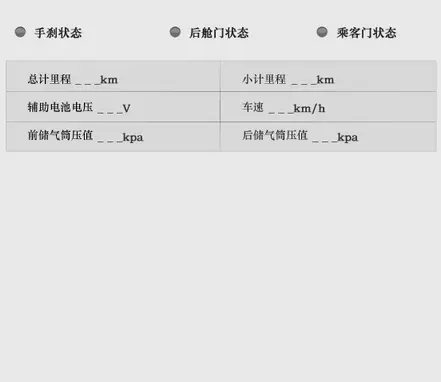 手刹状态 后舱门状态 乘客门状态
总计里程 _ _ _km 小计里程 _ _ _km
辅助电池电压 _ _ _V 车速 _ _ _km/h
前储气筒压值 _ _ _kpa 后储气筒压值 _ _ _kpa